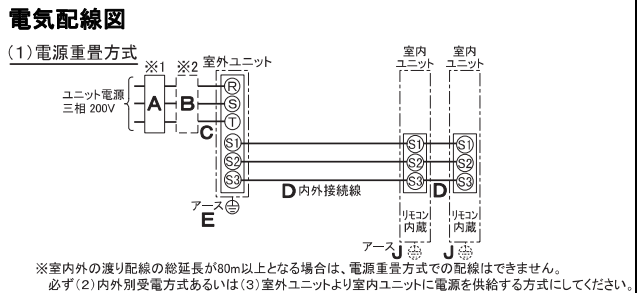 電気配線図
(1)電源重畳方式
※1 ※2 室外ユニット
室内
ユニット
室内
ユニット
ユニット電源
三相 200V
A B
C
R
S
T
S1
S2
S3
S1
S2
S3
S1
S2
S3
D 内外接続線
D
アース
E
リモコン
内蔵
リモコン
内蔵
アース J J
※室内外の渡り配線の総延長が80m以上となる場合は、電源重畳方式での配線はできません。
必ず(2)内外別受電方式あるいは(3)室外ユニットより室内ユニットに電源を供給する方式にしてください。